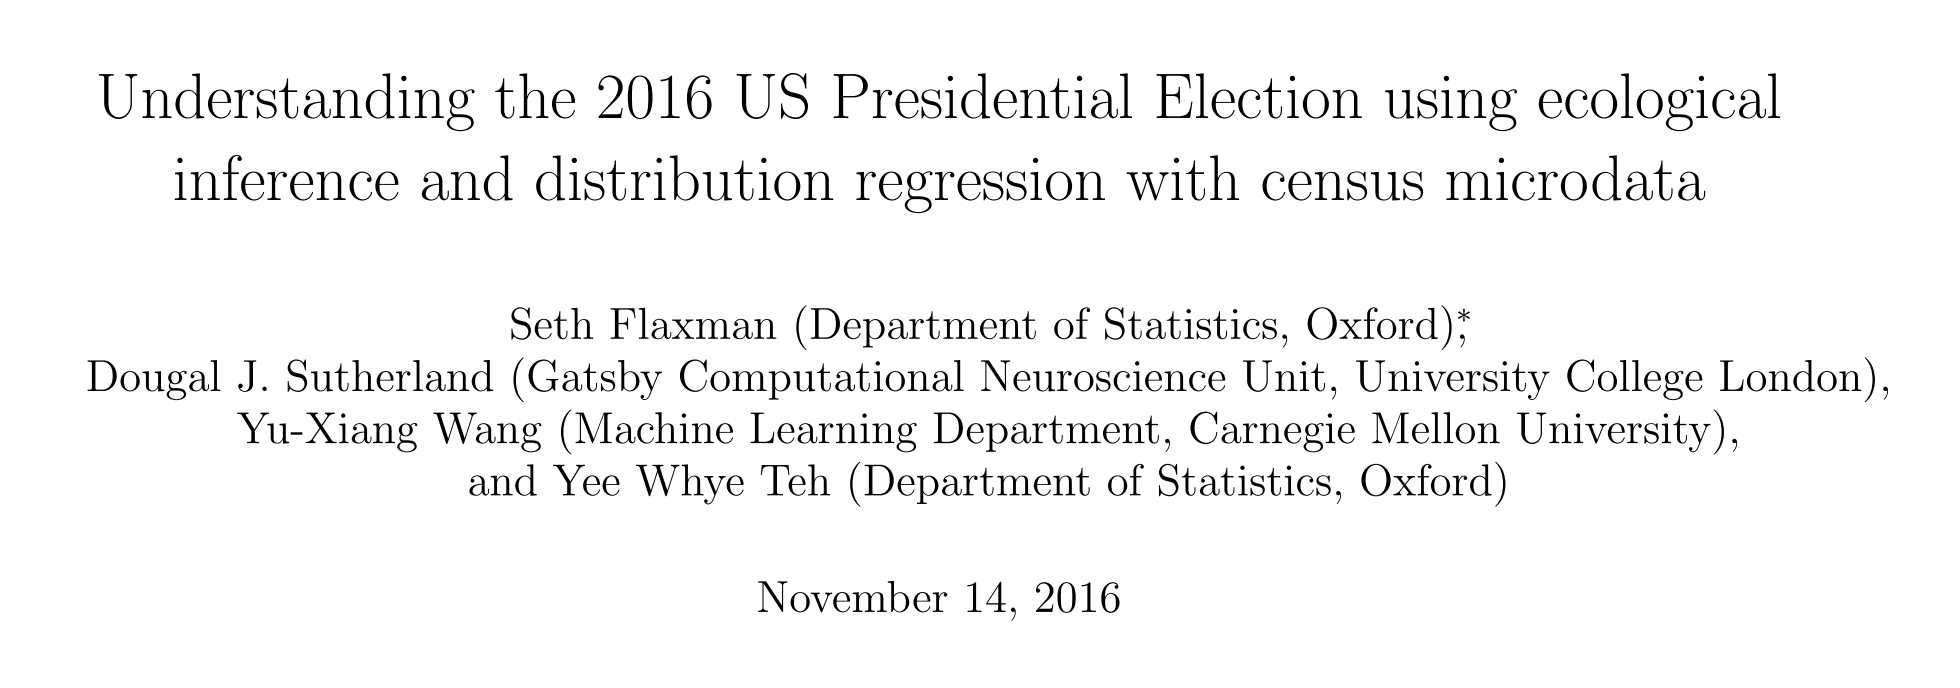 Understanding the 2016 US Presidential Election using ecological
inference and distribution regression with census microdata
Seth Flaxman (Department of Statistics, Oxford)*,
Dougal J. Sutherland (Gatsby Computational Neuroscience Unit, University College London),
Yu-Xiang Wang (Machine Learning Department, Carnegie Mellon University),
and Yee Whye Teh (Department of Statistics, Oxford)
November 14, 2016